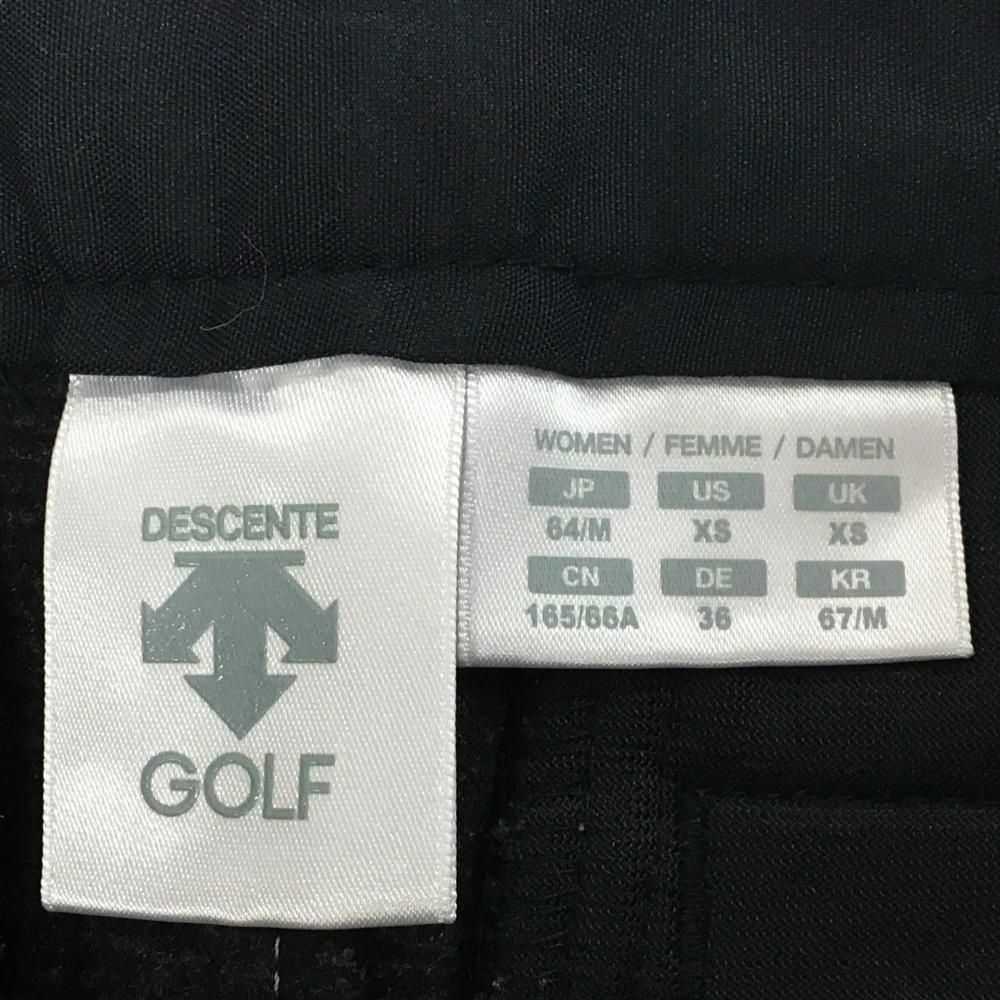 DESCENTE
GOLF
WOMEN / FEMME / DAMEN
JP US UK
64/M XS XS
CN DE KR
165/66A 36 67/M